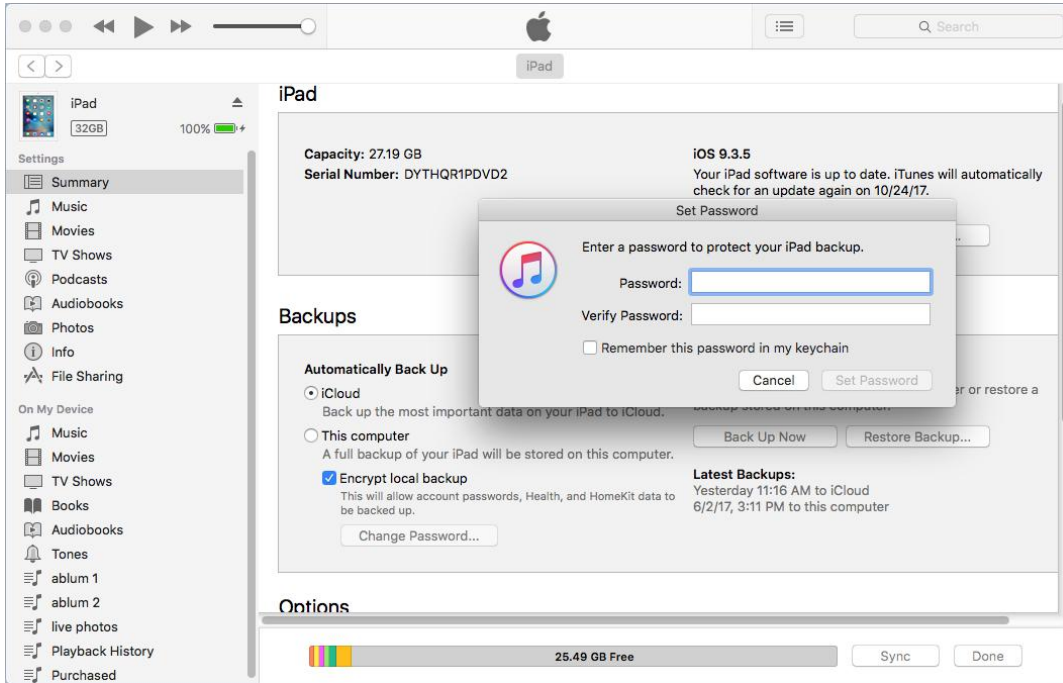 Search
iPad
iPad
32GB
100%
Settings
Summary
Music
Movies
TV Shows
Podcasts
Audiobooks
Photos
Info
File Sharing
On My Device
Music
Movies
TV Shows
Books
Audiobooks
Tones
ablum 1
ablum 2
live photos
Playback History
Purchased
iPad
Capacity: 27.19 GB
Serial Number: DYTHQR1PDVD2
iOS 9.3.5
Your iPad software is up to date. iTunes will automatically
check for an update again on 10/24/17.
Set Password
Enter a password to protect your iPad backup.
Password:
Verify Password:
Remember this password in my keychain
Cancel
Set Password
Backups
Automatically Back Up
iCloud
Back up the most important data on your iPad to iCloud.
This computer
A full backup of your iPad will be stored on this computer.
Encrypt local backup
This will allow account passwords, Health, and HomeKit data to
be backed up.
Change Password...
er or restore a
backup stored on this computer.
Back Up Now
Restore Backup...
Latest Backups:
Yesterday 11:16 AM to iCloud
6/2/17, 3:11 PM to this computer
Options
25.49 GB Free
Sync
Done